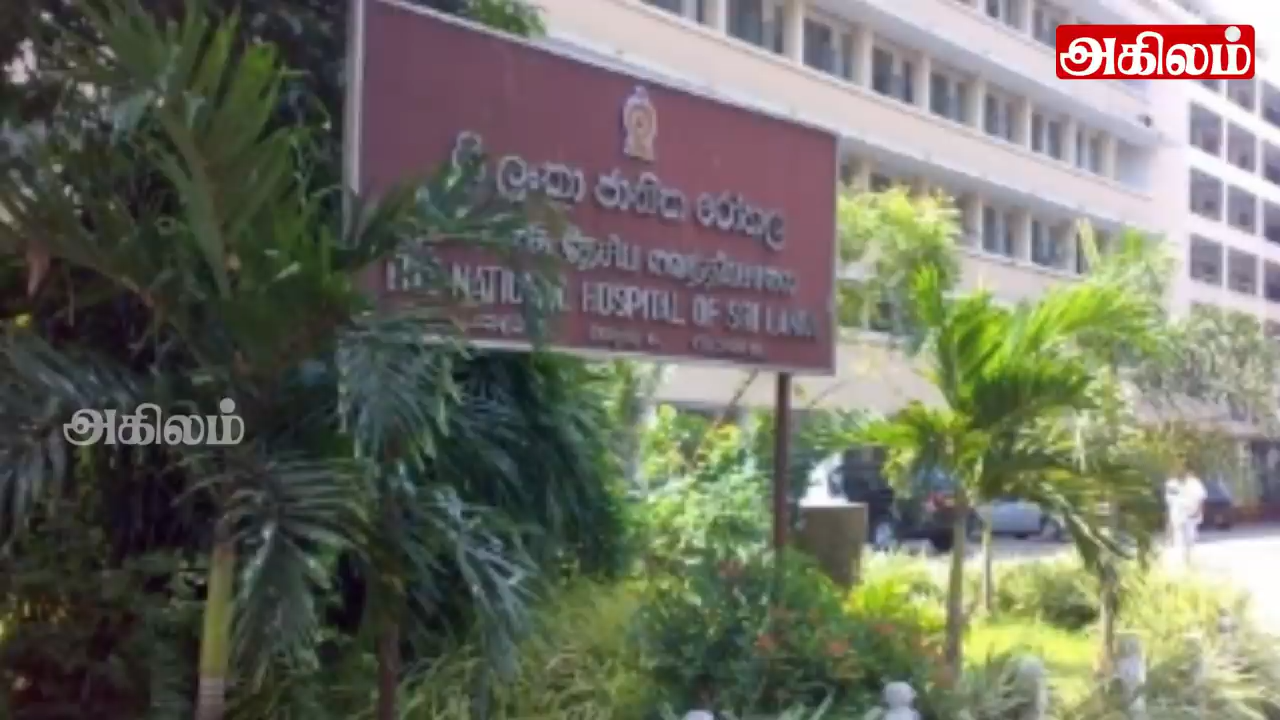 அகிலம்
ශ්‍රී ලංකා ජාතික රෝහල
தேசிய வைத்தியசாலை
THE NATIONAL HOSPITAL OF SRI LANKA
அகிலம்